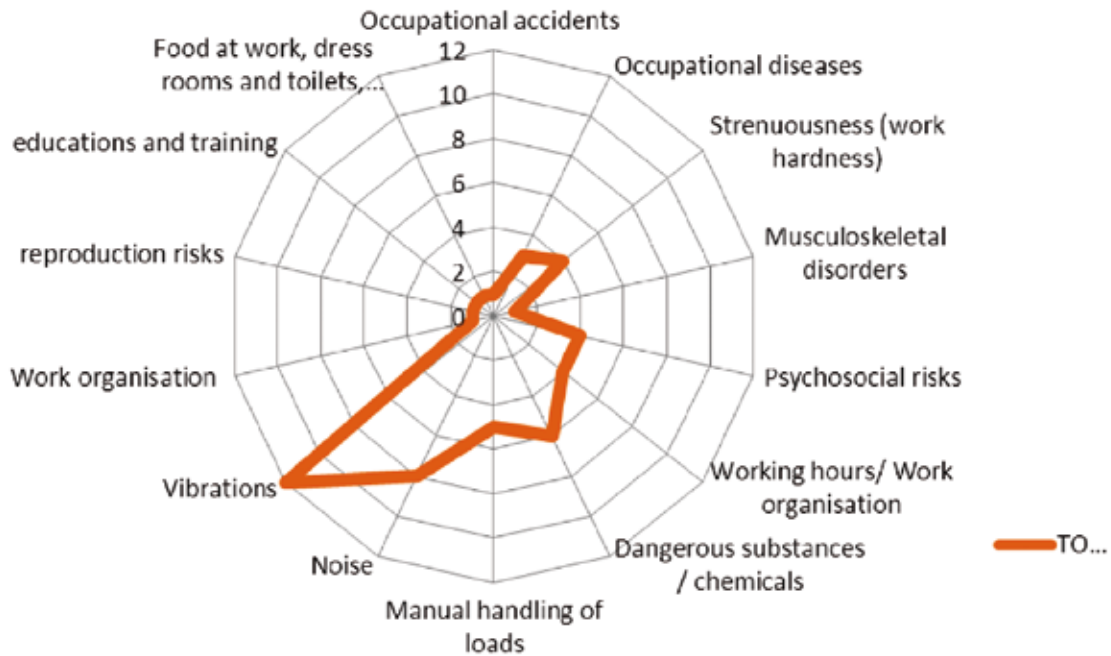 Occupational accidents
Food at work, dress
rooms and toilets,...
Occupational diseases
educations and training
Strenuousness (work
hardness)
reproduction risks
Musculoskeletal
disorders
12
10
8
6
4
2
0
Work organisation
Psychosocial risks
Vibrations
Working hours/ Work
organisation
Noise
Dangerous substances
/ chemicals
Manual handling of
loads
TO...